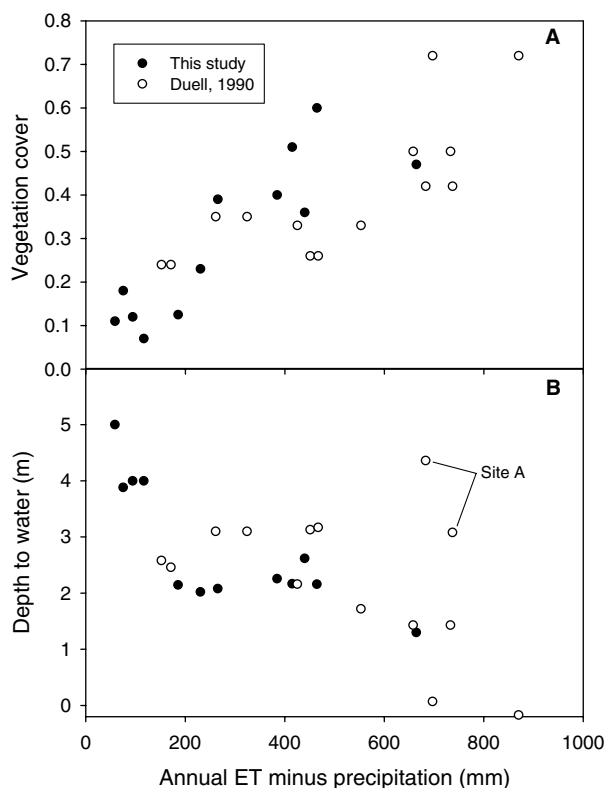 0.8
A
This study
Duell, 1990
0.7
0.6
0.5
0.4
0.3
0.2
0.1
0.0
Vegetation cover
B
5
4
3
2
1
0
Depth to water (m)
Site A
0 200 400 600 800 1000
Annual ET minus precipitation (mm)